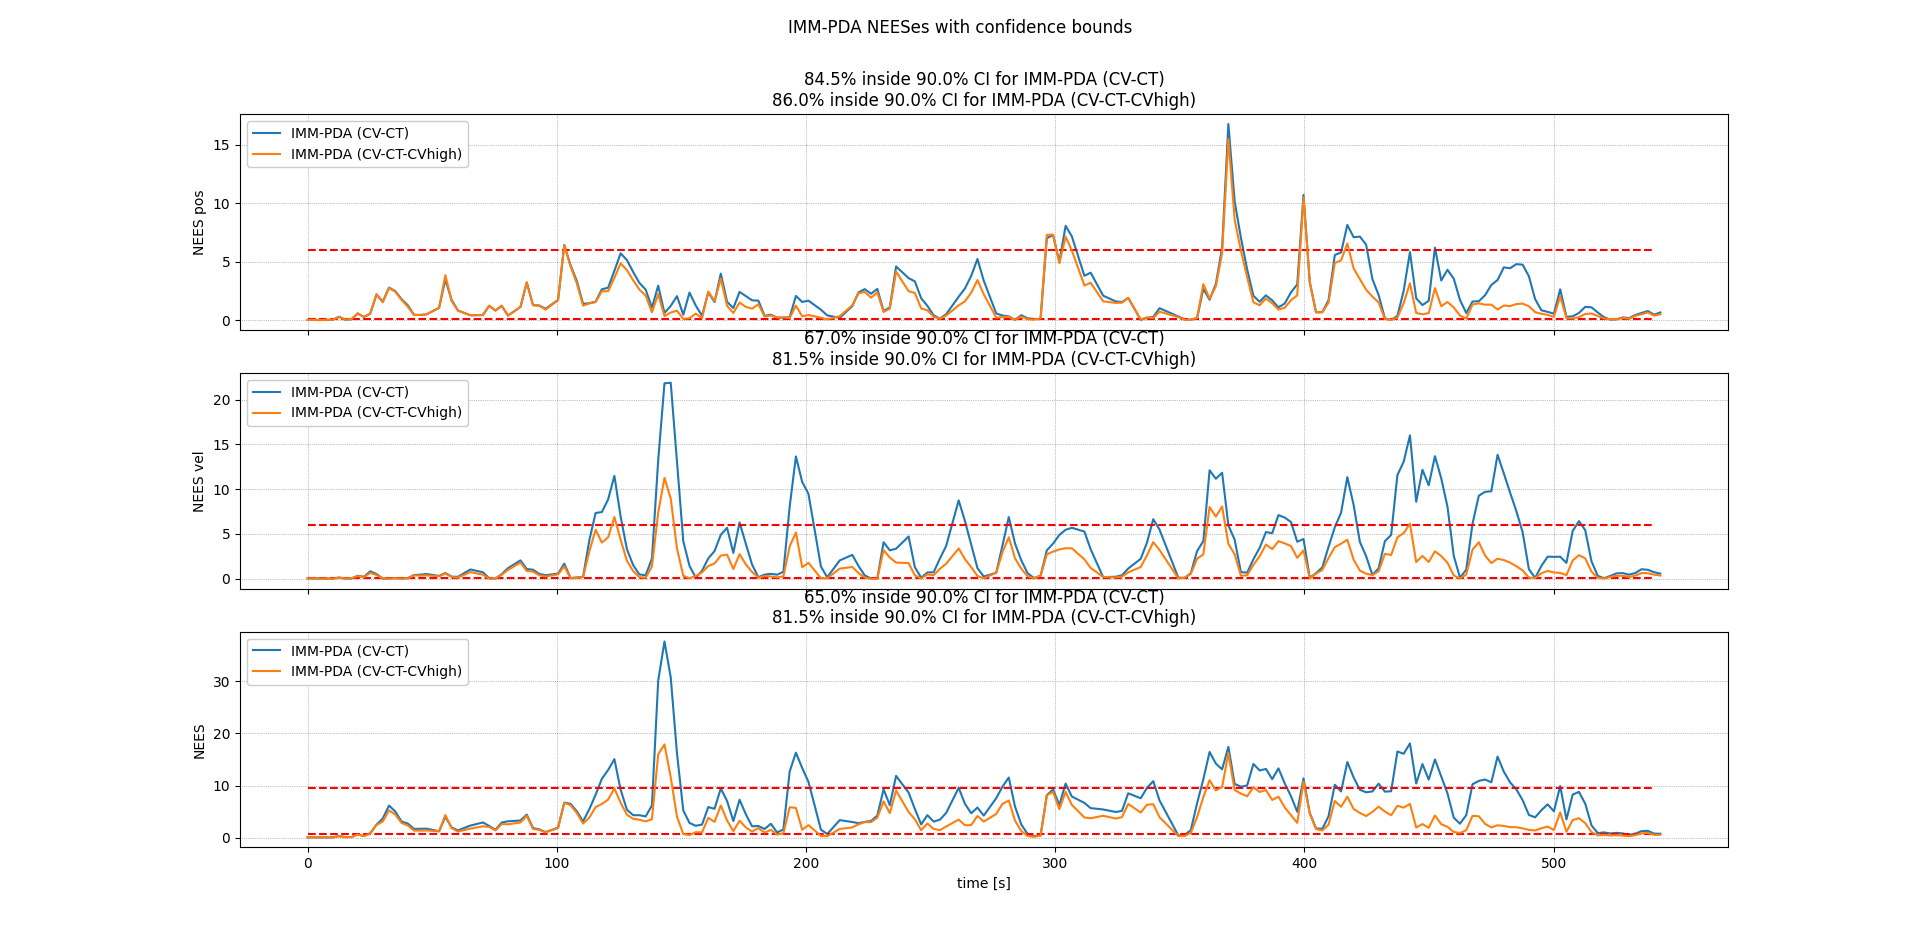 IMM-PDA NEESes with confidence bounds
84.5% inside 90.0% CI for IMM-PDA (CV-CT)
86.0% inside 90.0% CI for IMM-PDA (CV-CT-CVhigh)
IMM-PDA (CV-CT)
IMM-PDA (CV-CT-CVhigh)
NEES pos
15
10
5
0
67.0% inside 90.0% CI for IMM-PDA (CV-CT)
81.5% inside 90.0% CI for IMM-PDA (CV-CT-CVhigh)
IMM-PDA (CV-CT)
IMM-PDA (CV-CT-CVhigh)
NEES vel
20
15
10
5
0
65.0% inside 90.0% CI for IMM-PDA (CV-CT)
81.5% inside 90.0% CI for IMM-PDA (CV-CT-CVhigh)
IMM-PDA (CV-CT)
IMM-PDA (CV-CT-CVhigh)
NEES
30
20
10
0
0 100 200 300 400 500
time [s]